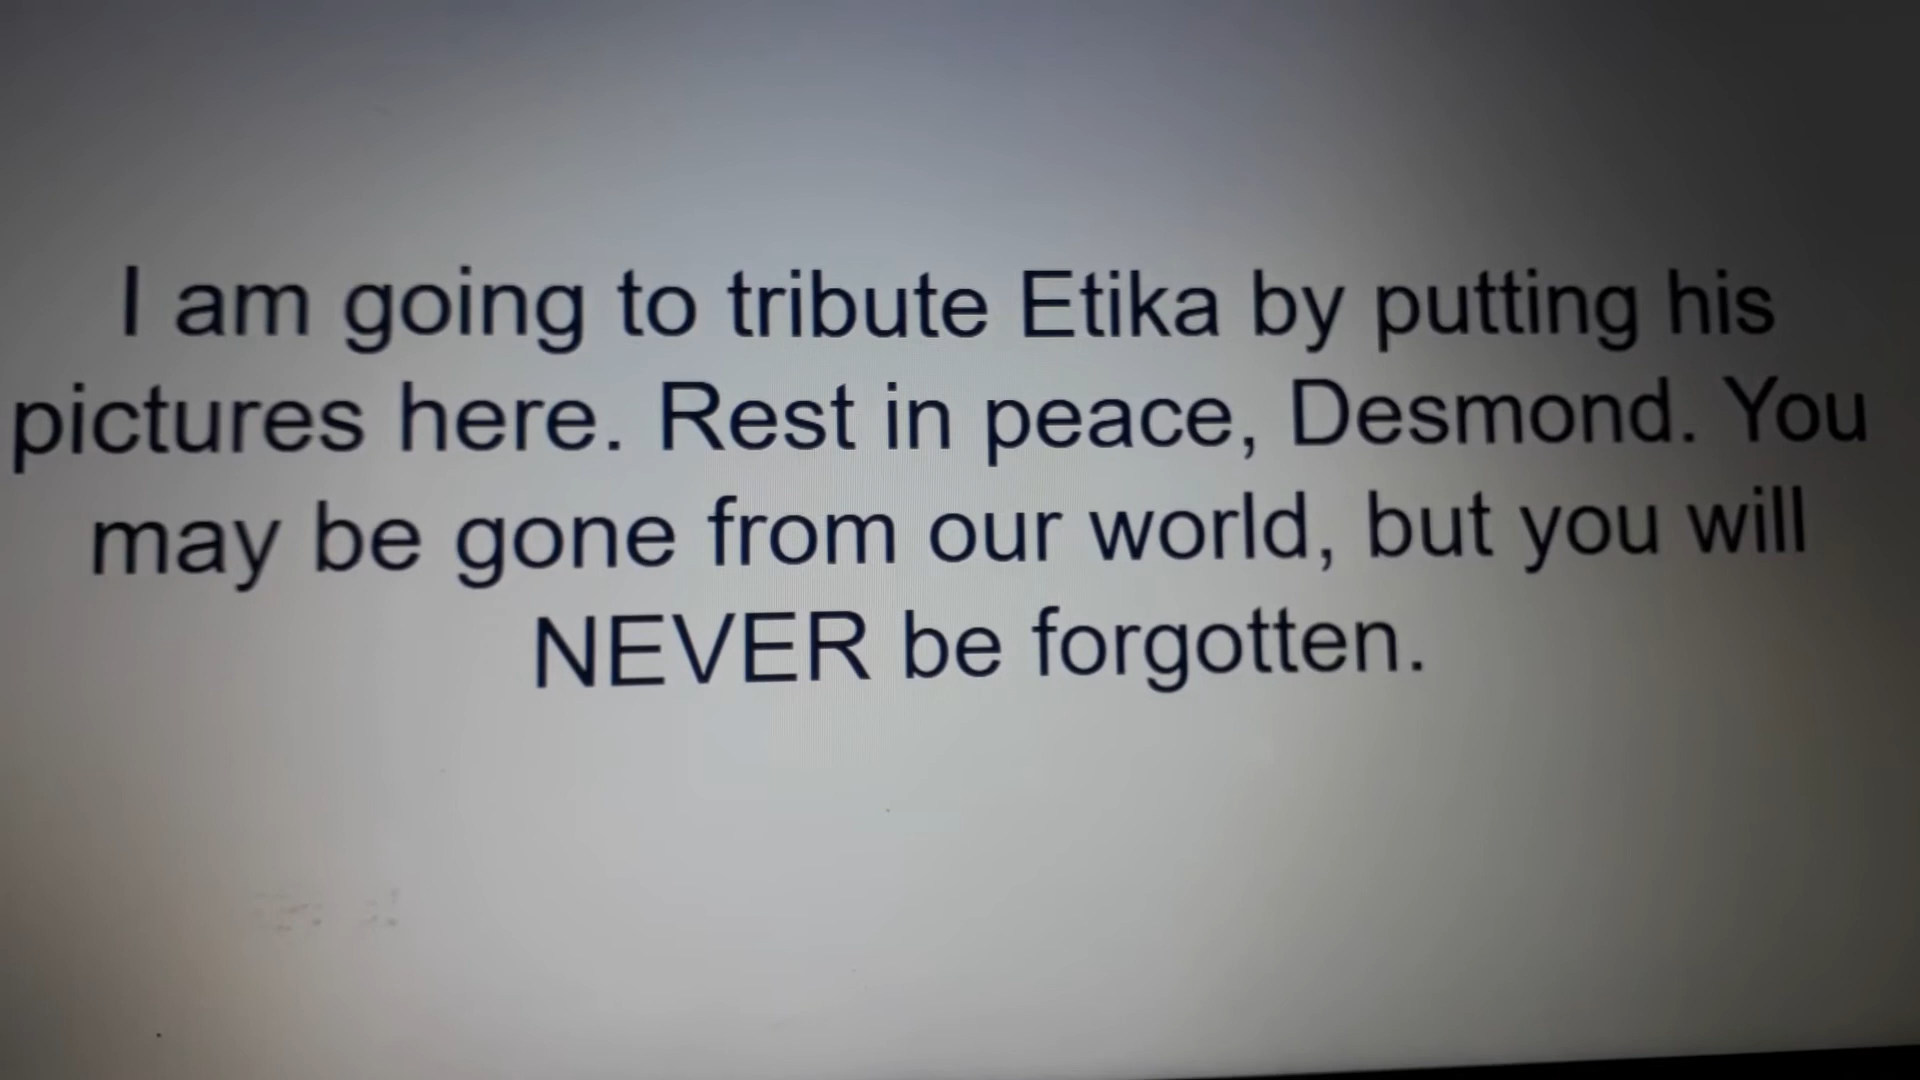 I am going to tribute Etika by putting his
pictures here. Rest in peace, Desmond. You
may be gone from our world, but you will
NEVER be forgotten.